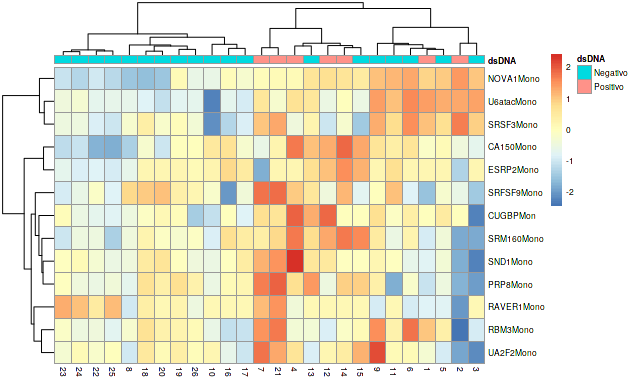 dsDNA
NOVA1Mono
U6atacMono
SRSF3Mono
CA150Mono
ESRP2Mono
SRFSF9Mono
CUGBPMon
SRM160Mono
SND1Mono
PRP8Mono
RAVER1Mono
RBM3Mono
UA2F2Mono
23 24 22 25 8 18 20 19 26 10 16 17 7 21 4 13 12 14 15 9 11 6 1 5 2 3
2
1
0
-1
-2
dsDNA
Negativo
Positivo